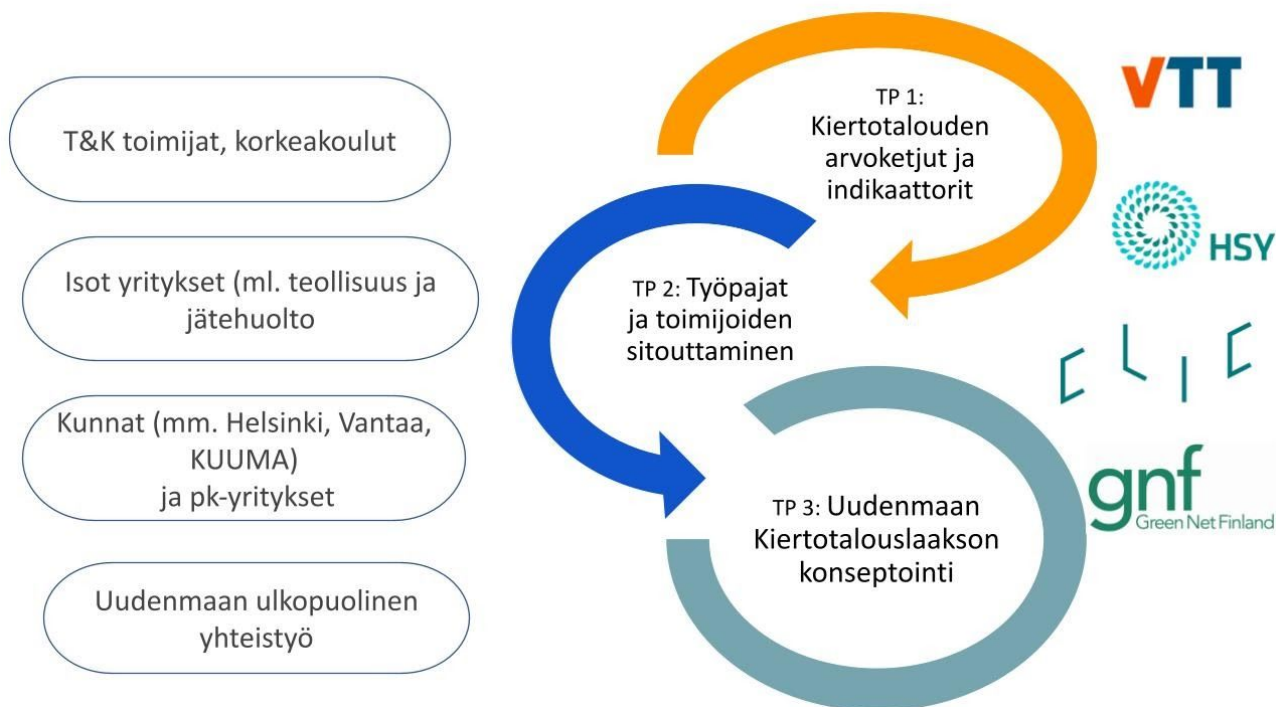 T&K toimijat, korkeakoulut
Isot yritykset (ml. teollisuus ja
jätehuolto
Kunnat (mm. Helsinki, Vantaa,
KUUMA)
ja pk-yritykset
Uudenmaan ulkopuolinen
yhteistyö
TP 1:
Kiertotalouden
arvoketjut ja
indikaattorit
TP 2: Työpajat
ja toimijoiden
sitouttaminen
TP 3: Uudenmaan
Kiertotalouslaakson
konseptointi
VTT
HSY
CLIC
gnf
Green Net Finland